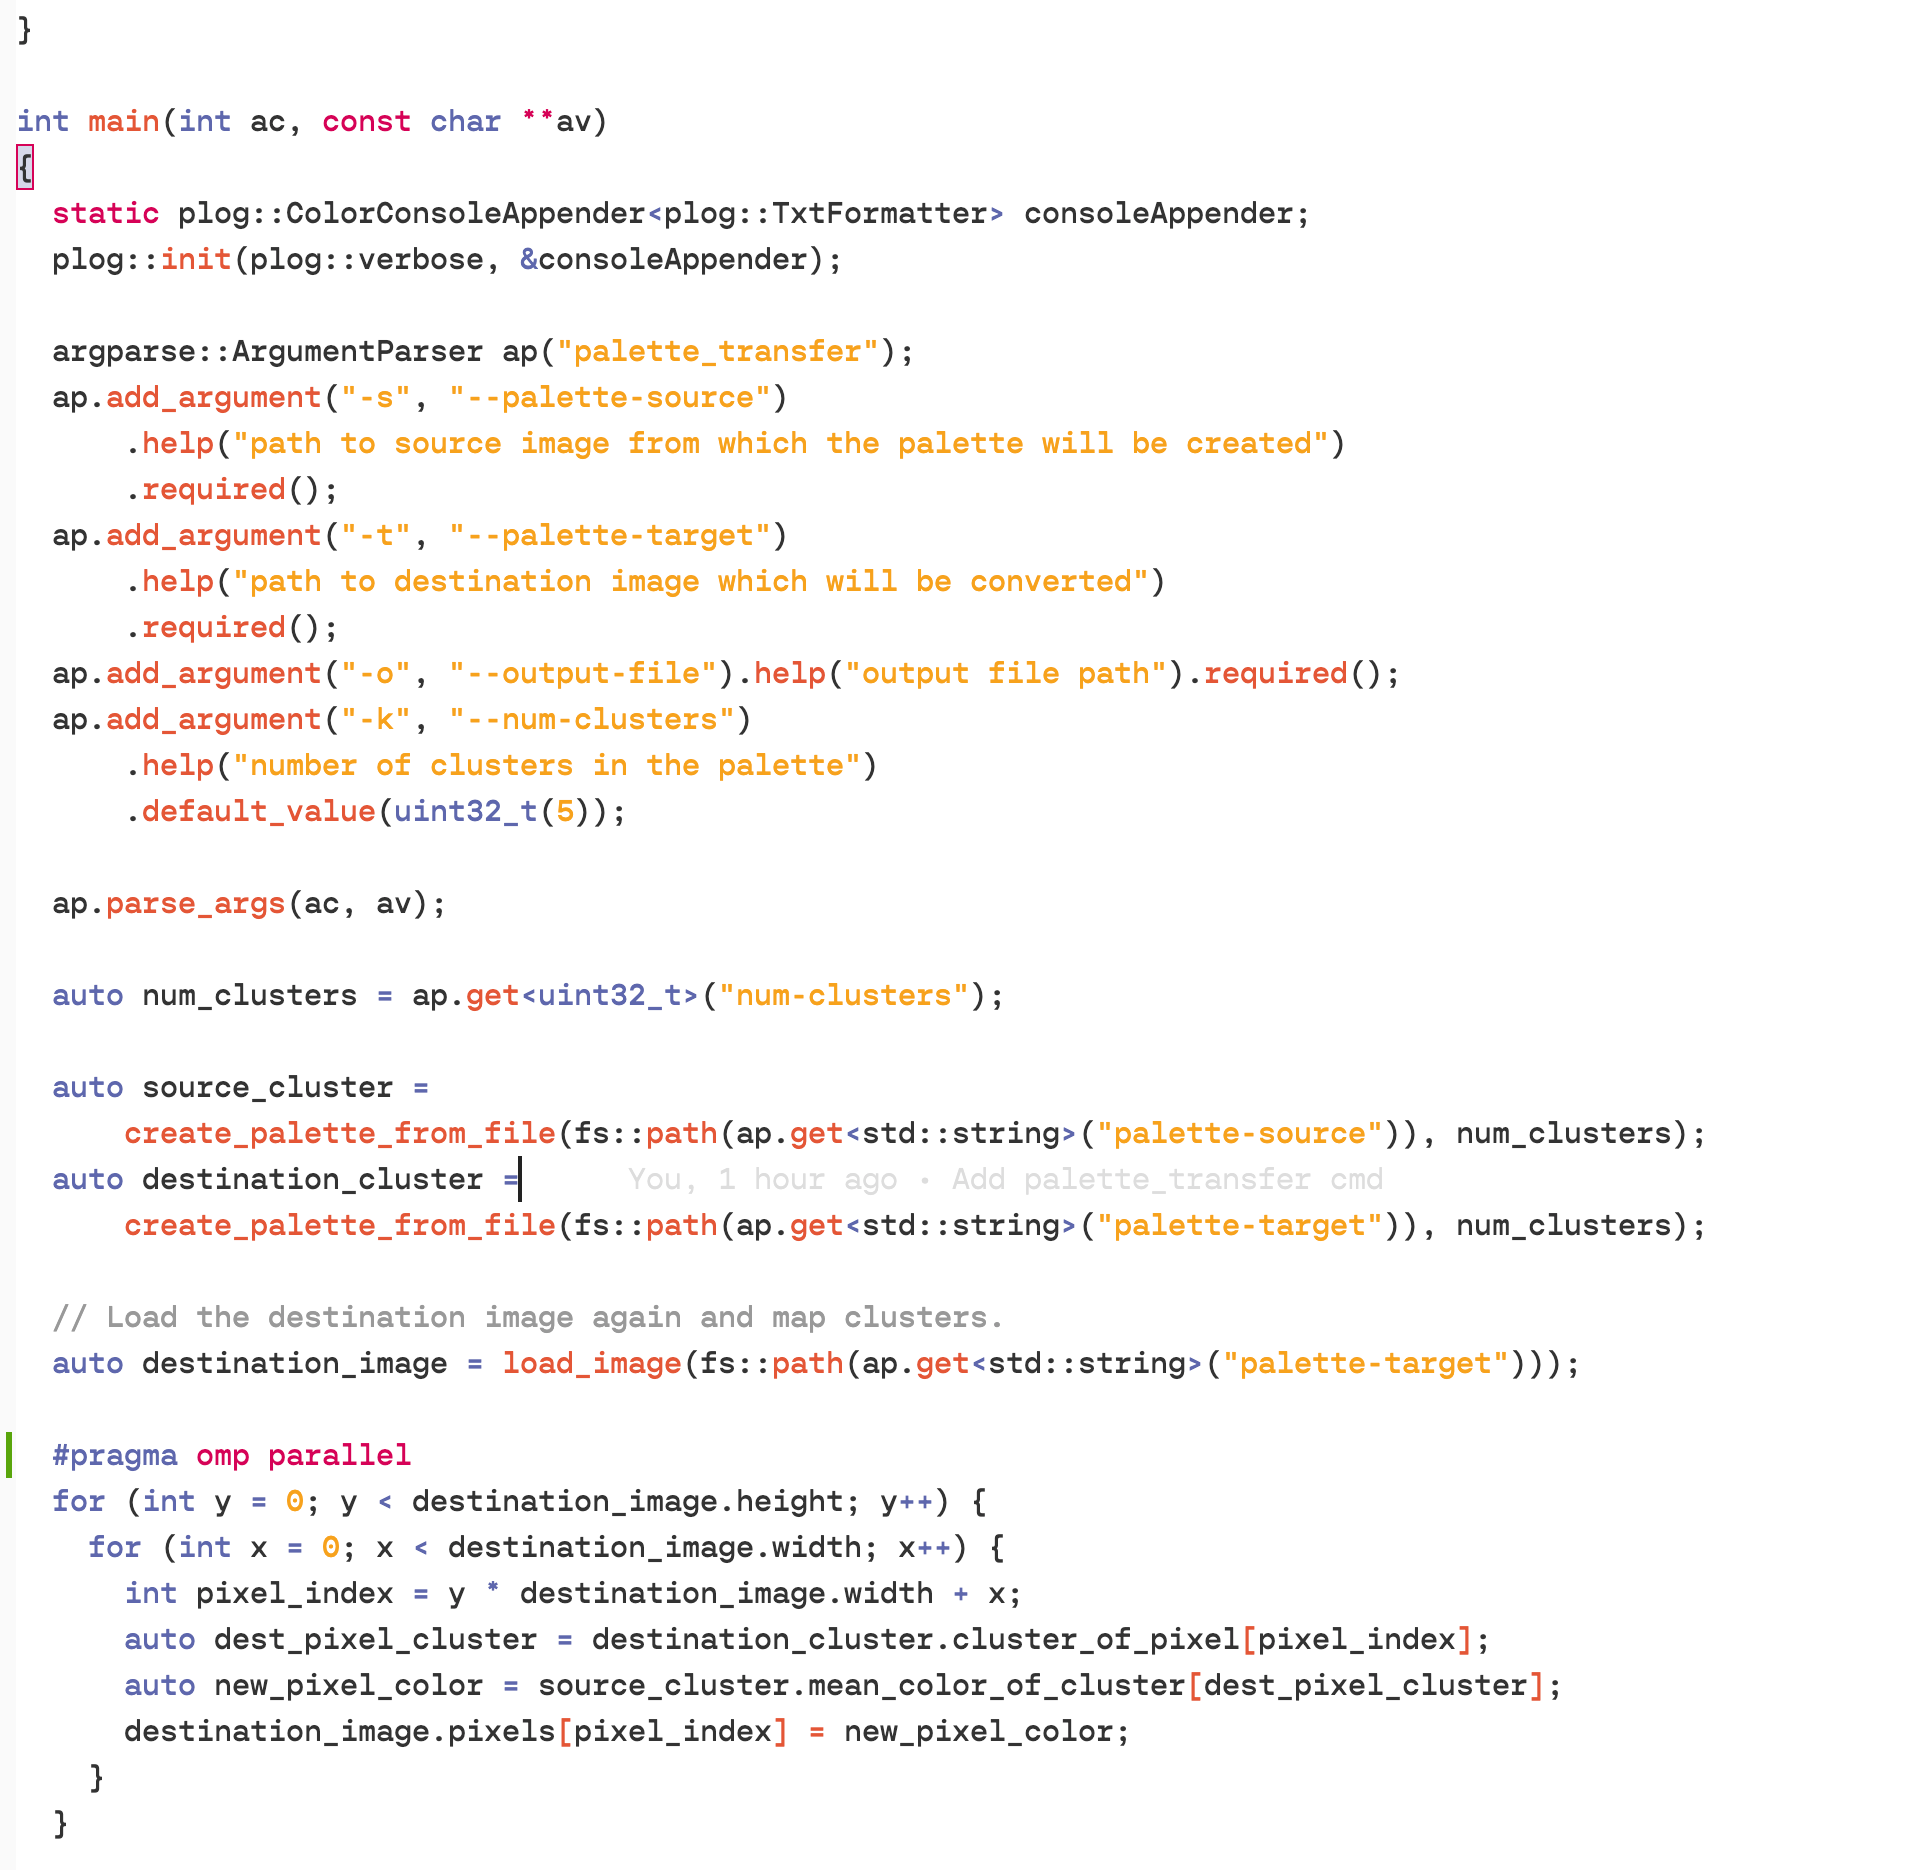 }
int main(int ac, const char **av)
{
static plog::ColorConsoleAppender<plog::TxtFormatter> consoleAppender;
plog::init(plog::verbose, &consoleAppender);
argparse::ArgumentParser ap("palette_transfer");
ap.add_argument("-s", "--palette-source")
.help("path to source image from which the palette will be created")
.required();
ap.add_argument("-t", "--palette-target")
.help("path to destination image which will be converted")
.required();
ap.add_argument("-o", "--output-file").help("output file path").required();
ap.add_argument("-k", "--num-clusters")
.help("number of clusters in the palette")
.default_value(uint32_t(5));
ap.parse_args(ac, av);
auto num_clusters = ap.get<uint32_t>("num-clusters");
auto source_cluster =
create_palette_from_file(fs::path(ap.get<std::string>("palette-source")), num_clusters);
auto destination_cluster = You, 1 hour ago • Add palette_transfer cmd
create_palette_from_file(fs::path(ap.get<std::string>("palette-target")), num_clusters);
// Load the destination image again and map clusters.
auto destination_image = load_image(fs::path(ap.get<std::string>("palette-target")));
#pragma omp parallel
for (int y = 0; y < destination_image.height; y++) {
for (int x = 0; x < destination_image.width; x++) {
int pixel_index = y * destination_image.width + x;
auto dest_pixel_cluster = destination_cluster.cluster_of_pixel[pixel_index];
auto new_pixel_color = source_cluster.mean_color_of_cluster[dest_pixel_cluster];
destination_image.pixels[pixel_index] = new_pixel_color;
}
}